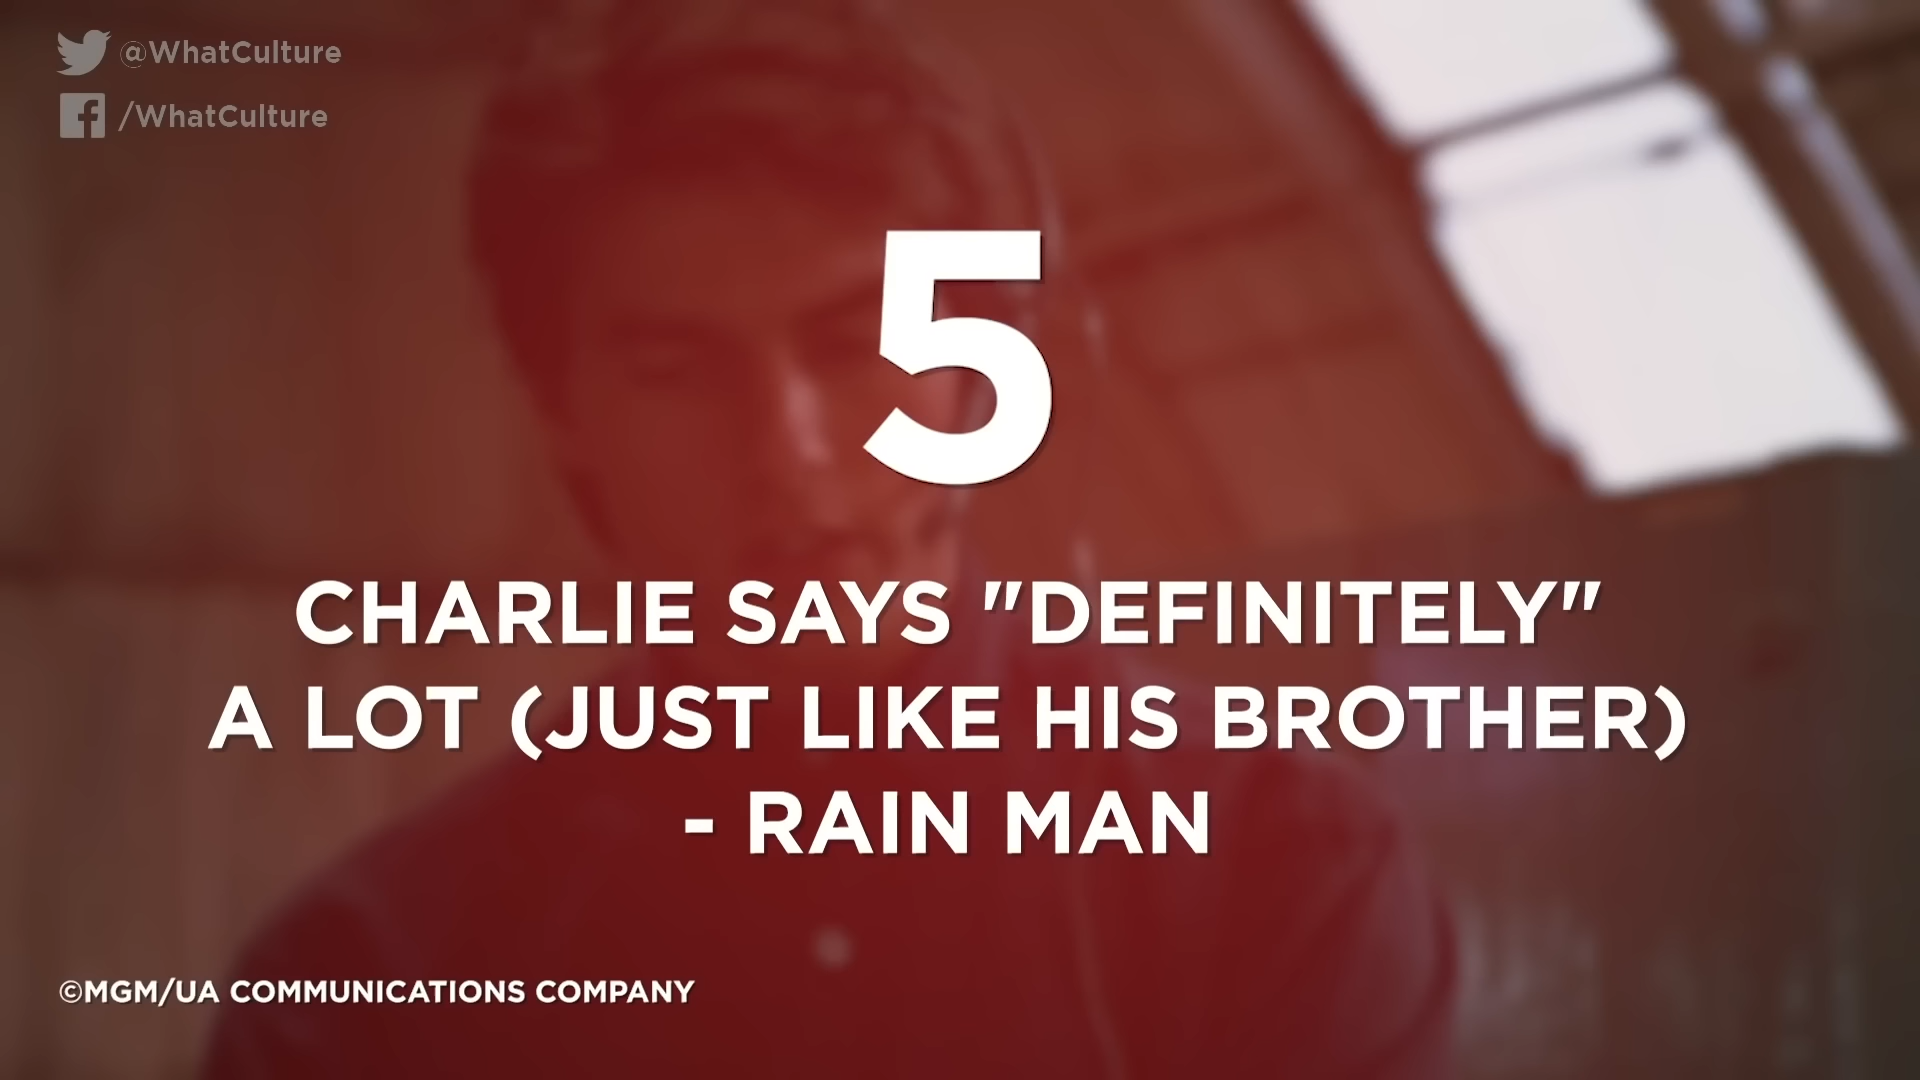 @WhatCulture
/WhatCulture
5
CHARLIE SAYS "DEFINITELY"
A LOT (JUST LIKE HIS BROTHER)
- RAIN MAN
©MGM/UA COMMUNICATIONS COMPANY